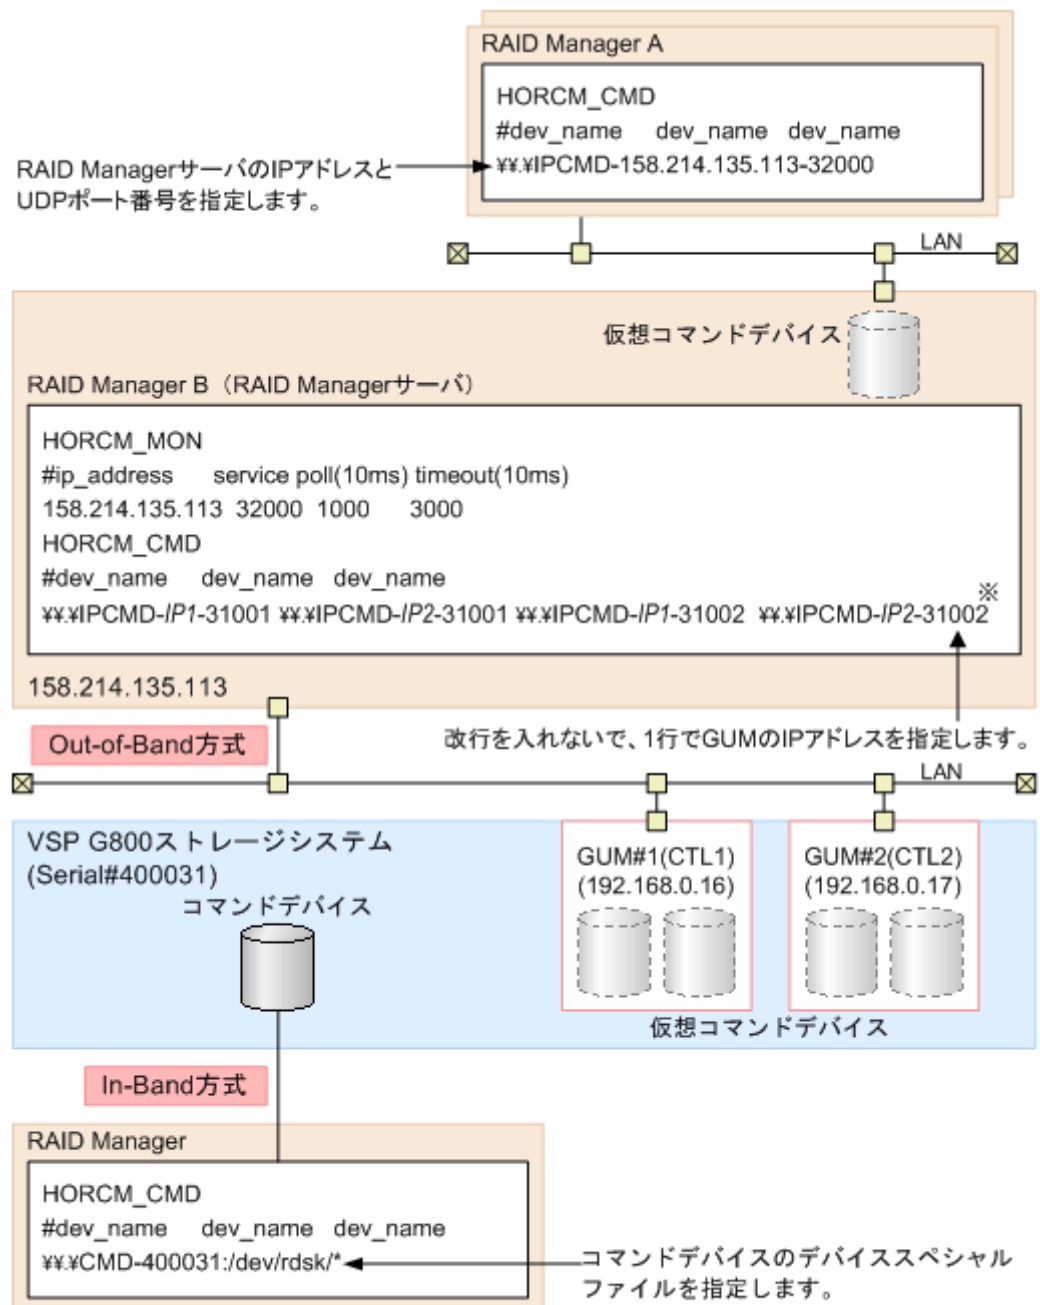 RAID Manager A
HORCM_CMD
#dev_name dev_name dev_name
¥¥.¥IPCMD-158.214.135.113-32000
RAID ManagerサーバのIPアドレスと
UDPポート番号を指定します。
LAN
仮想コマンドデバイス
RAID Manager B（RAID Managerサーバ）
HORCM_MON
#ip_address service poll(10ms) timeout(10ms)
158.214.135.113 32000 1000 3000
HORCM_CMD
#dev_name dev_name dev_name
※
¥¥.¥IPCMD-IP1-31001 ¥¥.¥IPCMD-IP2-31001 ¥¥.¥IPCMD-IP1-31002 ¥¥.¥IPCMD-IP2-31002
158.214.135.113
Out-of-Band方式
改行を入れないで、1行でGUMのIPアドレスを指定します。
LAN
VSP G800ストレージシステム
(Serial#400031)
コマンドデバイス
GUM#1(CTL1)
(192.168.0.16)
GUM#2(CTL2)
(192.168.0.17)
仮想コマンドデバイス
In-Band方式
RAID Manager
HORCM_CMD
#dev_name dev_name dev_name
¥¥.¥CMD-400031:/dev/rdsk/*
コマンドデバイスのデバイススペシャル
ファイルを指定します。